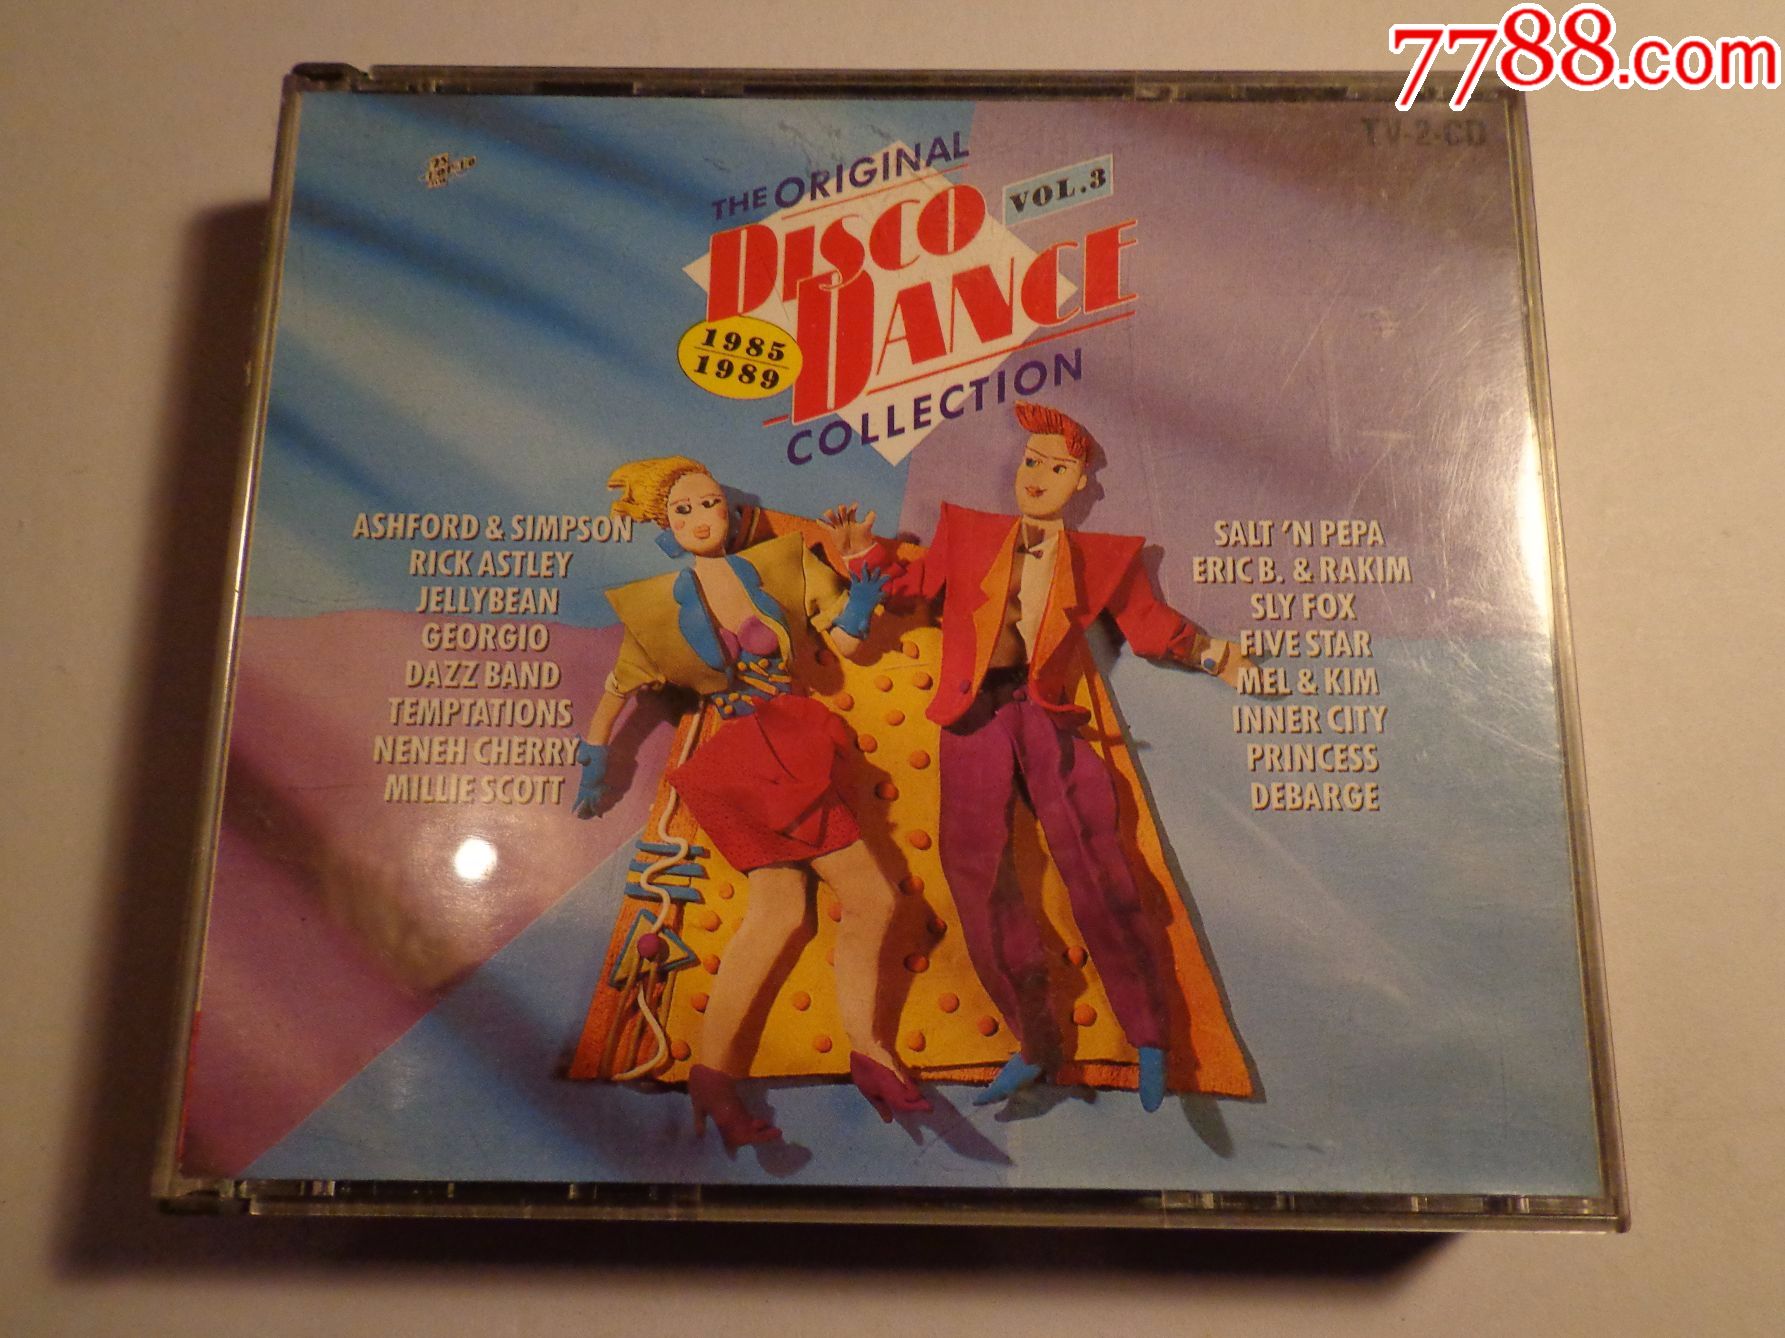 7788.com
TV-2-CD
THE ORIGINAL
DISCO
VOL.3
DANCE
1985
1989
COLLECTION
ASHFORD & SIMPSON
RICK ASTLEY
JELLYBEAN
GEORGIO
DAZZ BAND
TEMPTATIONS
NENEH CHERRY
MILLIE SCOTT
SALT 'N PEPA
ERIC B. & RAKIM
SLY FOX
FIVE STAR
MEL & KIM
INNER CITY
PRINCESS
DEBARGE